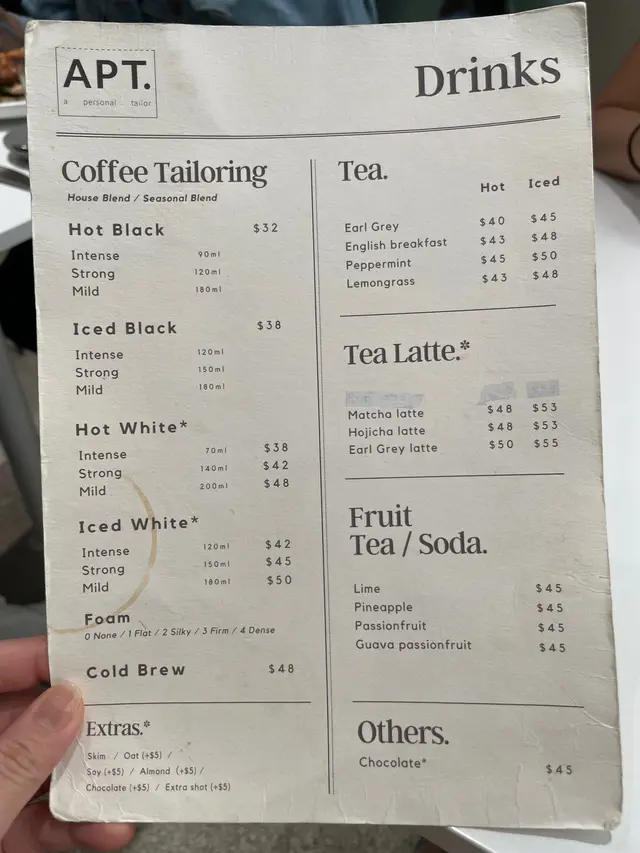 APT.
a personal tailor
Drinks
Coffee Tailoring
House Blend / Seasonal Blend
Hot Black $32
Intense 90ml
Strong 120ml
Mild 180ml
Iced Black $38
Intense 120ml
Strong 150ml
Mild 180ml
Hot White*
Intense 70ml $38
Strong 140ml $42
Mild 200ml $48
Iced White*
Intense 120ml $42
Strong 150ml $45
Mild 180ml $50
Foam
0 None / 1 Flat / 2 Silky / 3 Firm / 4 Dense
Cold Brew $48
Extras.*
Skim / Oat (+$5) /
Soy (+$5) / Almond (+$5) /
Chocolate (+$5) / Extra shot (+$5)
Tea.
Hot Iced
Earl Grey $40 $45
English breakfast $43 $48
Peppermint $45 $50
Lemongrass $43 $48
Tea Latte.*
Matcha latte $48 $53
Hojicha latte $48 $53
Earl Grey latte $50 $55
Fruit
Tea / Soda.
Lime $45
Pineapple $45
Passionfruit $45
Guava passionfruit $45
Others.
Chocolate* $45